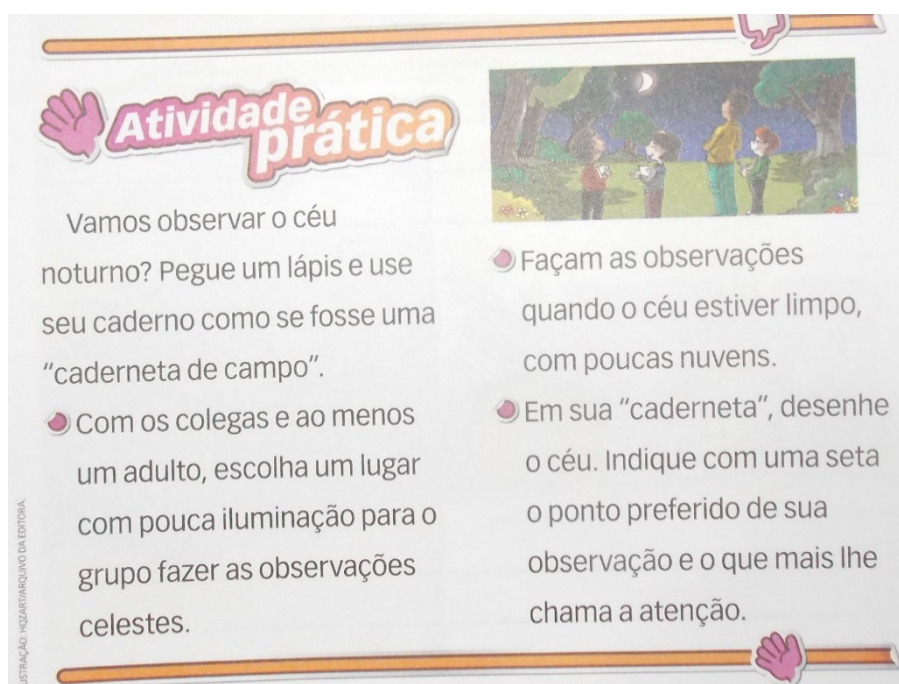 Atividade
prática
Vamos observar o céu
noturno? Pegue um lápis e use
seu caderno como se fosse uma
“caderneta de campo”.
Com os colegas e ao menos
um adulto, escolha um lugar
com pouca iluminação para o
grupo fazer as observações
celestes.
Façam as observações
quando o céu estiver limpo,
com poucas nuvens.
Em sua “caderneta”, desenhe
o céu. Indique com uma seta
o ponto preferido de sua
observação e o que mais lhe
chama a atenção.
USTRAÇÃO: HQZART/ARQUIVO DA EDITORA.